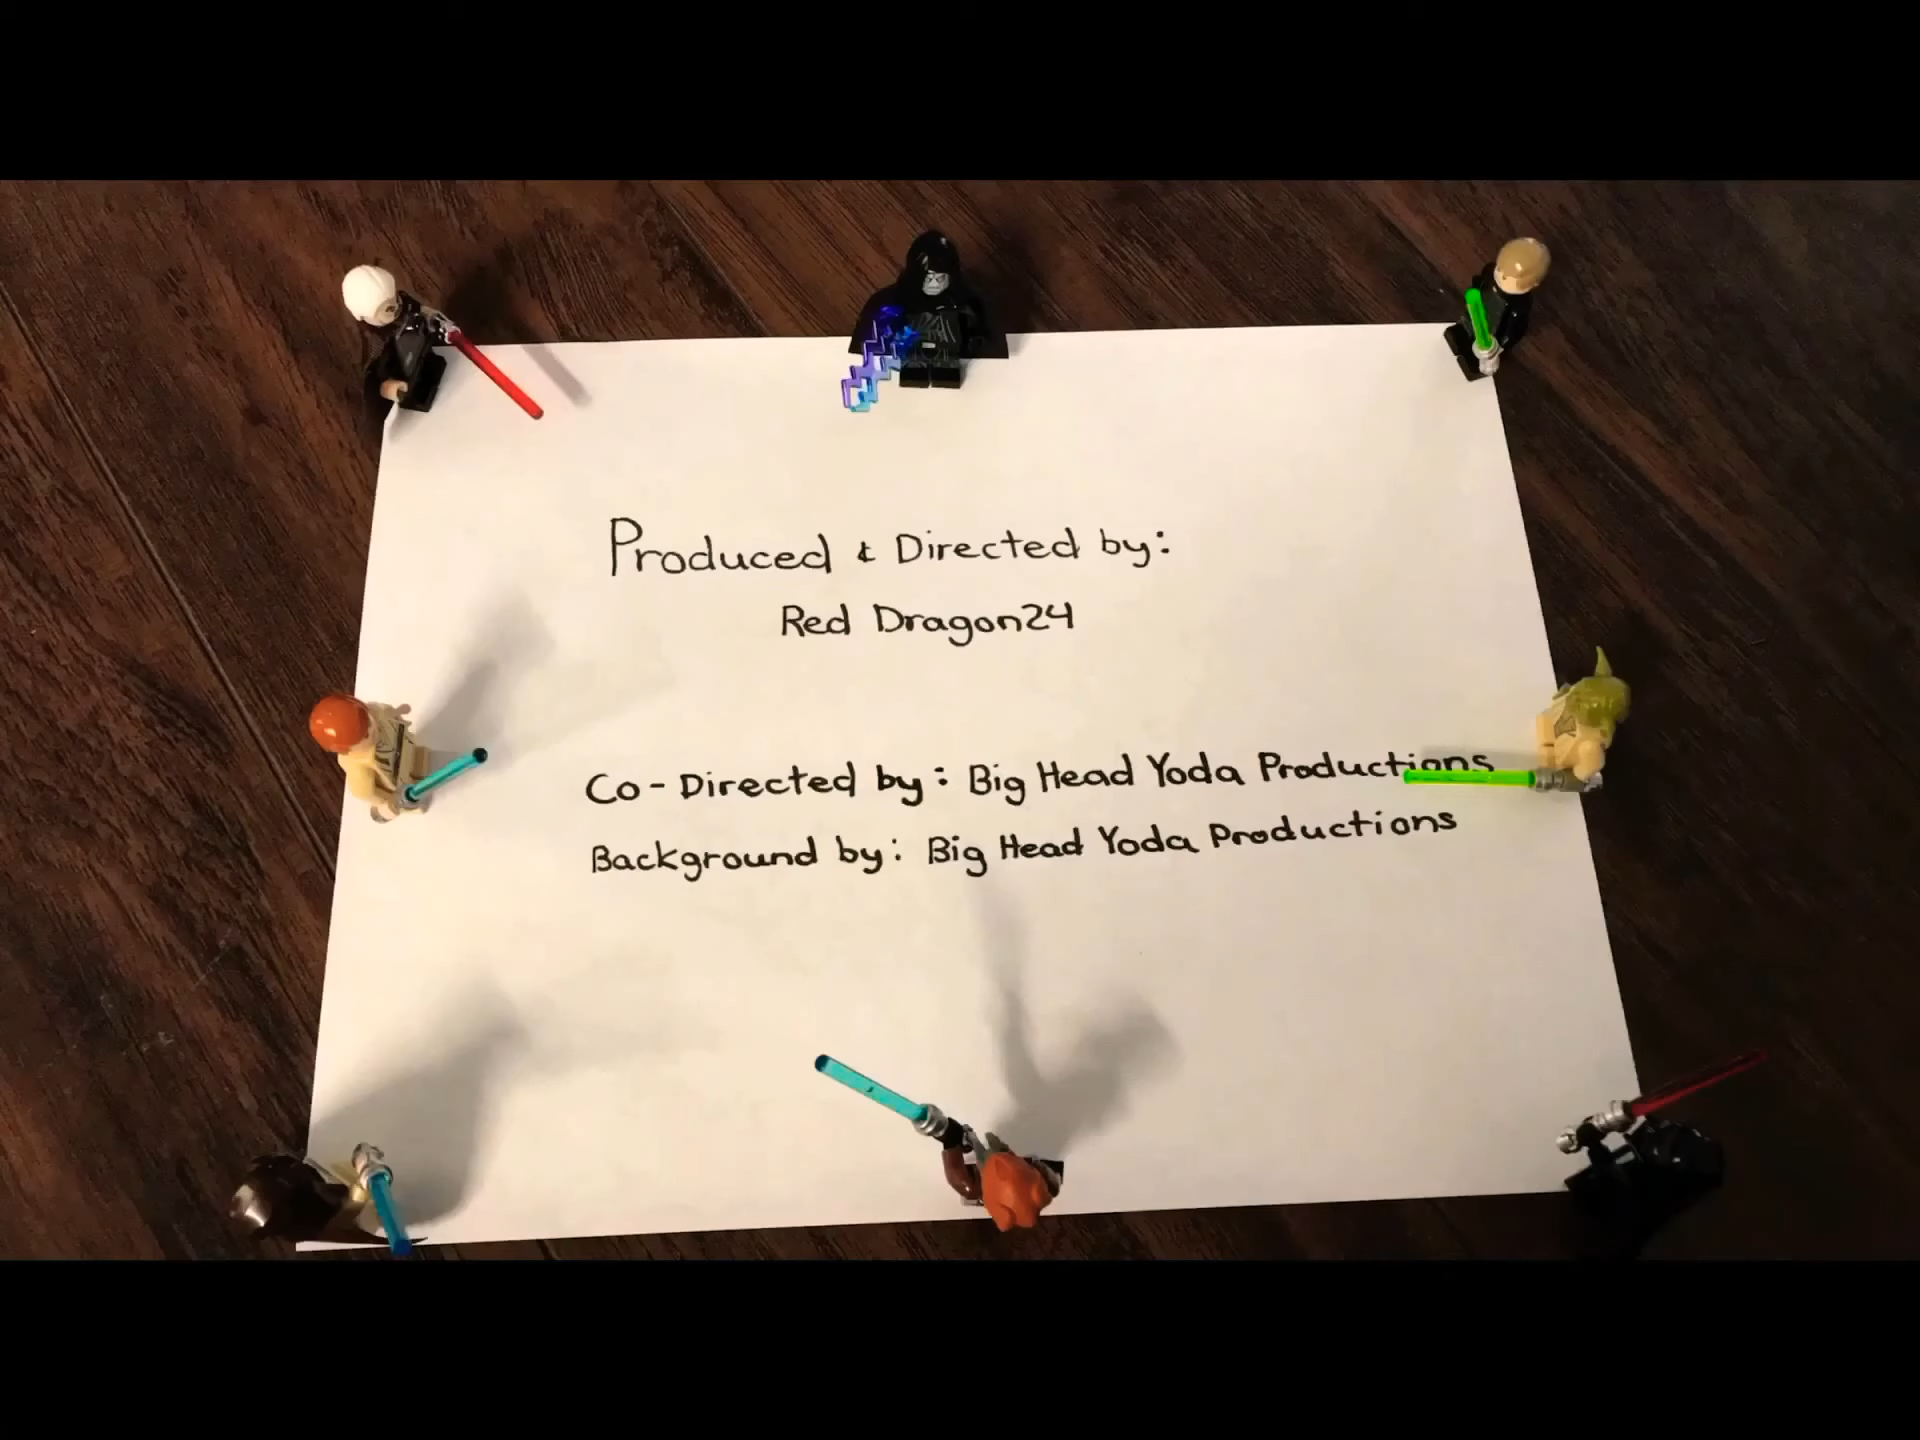 Produced & Directed by:
Red Dragon24
Co-Directed by: Big Head Yoda Productions
Background by: Big Head Yoda Productions